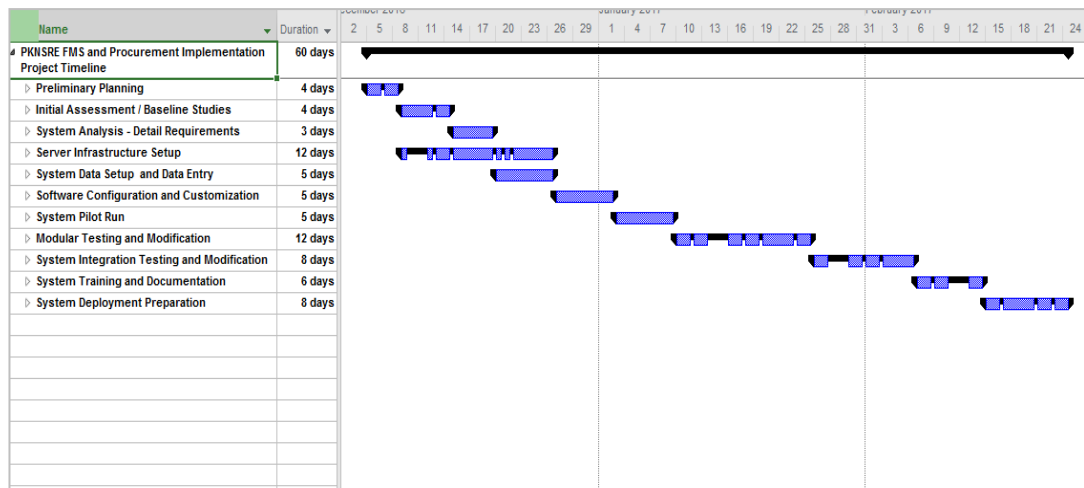 Name Duration 2 5 8 11 14 17 20 23 26 29 1 4 7 10 13 16 19 22 25 28 31 3 6 9 12 15 18 21 24
PKNSRE FMS and Procurement Implementation 60 days
Project Timeline
Preliminary Planning 4 days
Initial Assessment / Baseline Studies 4 days
System Analysis - Detail Requirements 3 days
Server Infrastructure Setup 12 days
System Data Setup and Data Entry 5 days
Software Configuration and Customization 5 days
System Pilot Run 5 days
Modular Testing and Modification 12 days
System Integration Testing and Modification 8 days
System Training and Documentation 6 days
System Deployment Preparation 8 days